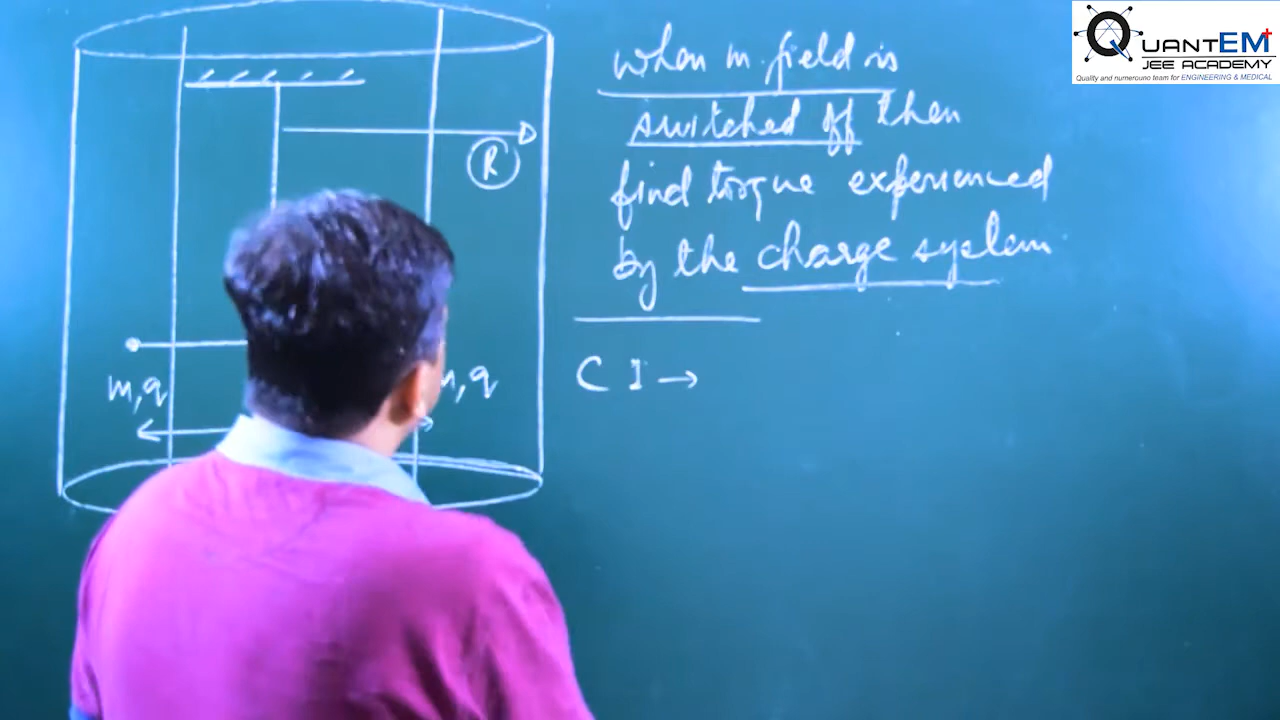 QUANTEM
JEE ACADEMY
Quality and numerouno team for ENGINEERING & MEDICAL
when m. field is
switched off then
find torque experienced
by the charge system
R
C I →
m,q
,q